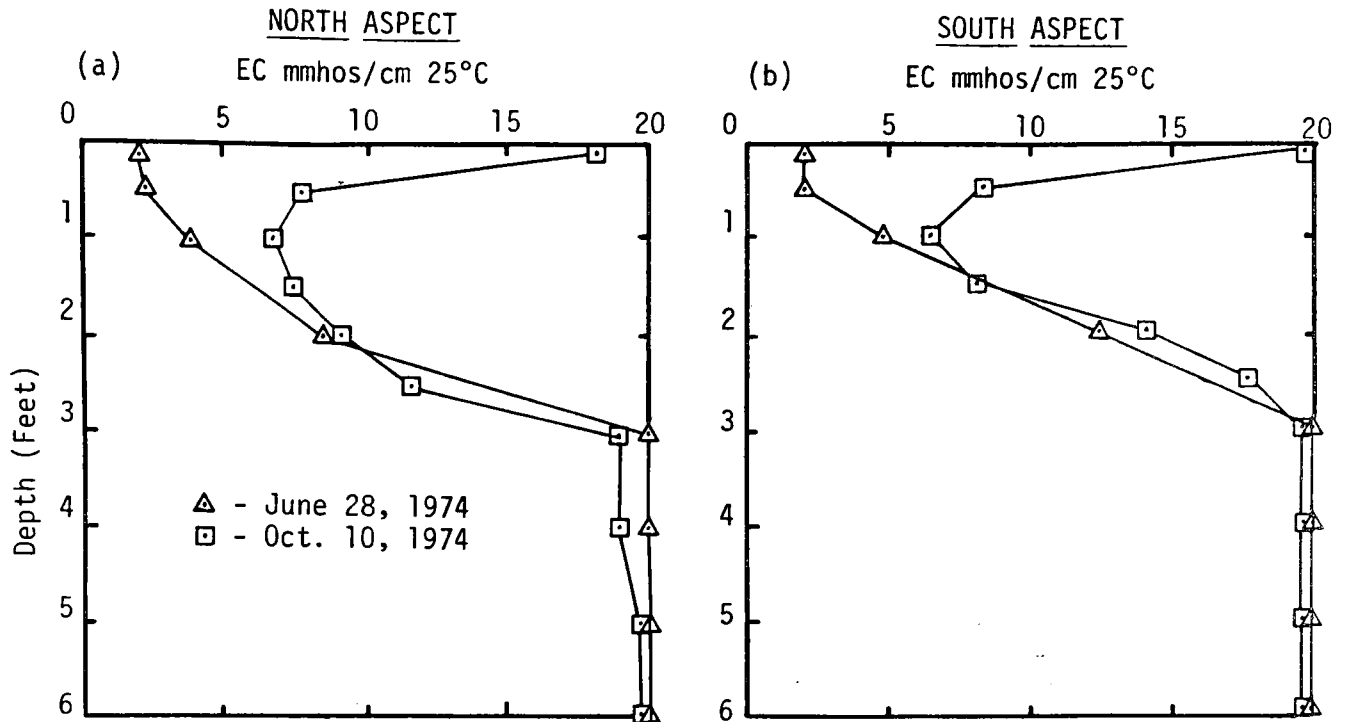 NORTH ASPECT
(a) EC mmhos/cm 25°C
0 5 10 15 20
1
2
3
4
5
6
Depth (Feet)
- June 28, 1974
- Oct. 10, 1974
SOUTH ASPECT
(b) EC mmhos/cm 25°C
0 5 10 15 20
1
2
3
4
5
6